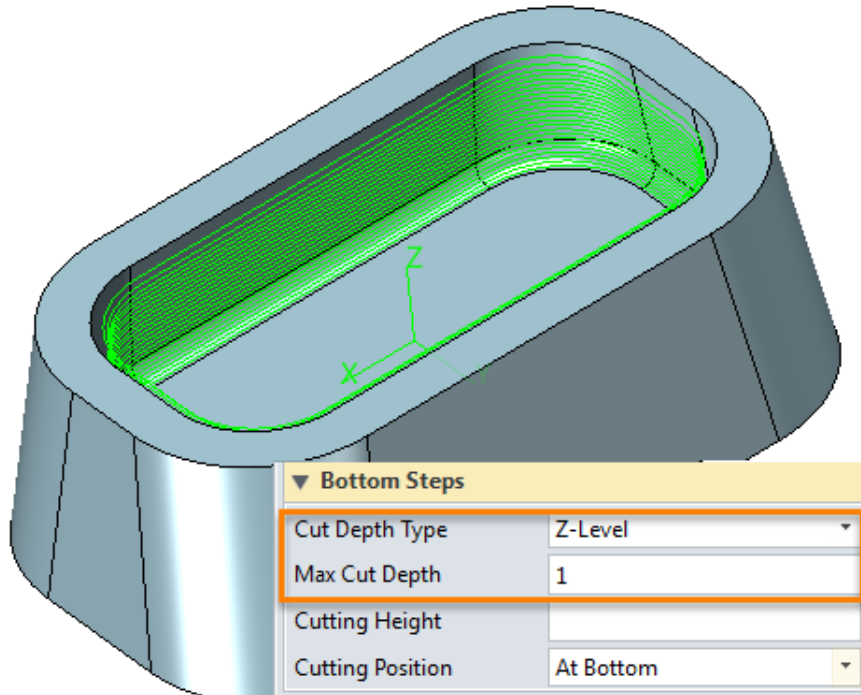 Z
X
Bottom Steps
Cut Depth Type Z-Level
Max Cut Depth 1
Cutting Height
Cutting Position At Bottom